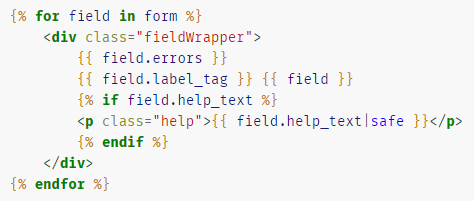 {% for field in form %}
    <div class="fieldWrapper">
        {{ field.errors }}
        {{ field.label_tag }} {{ field }}
        {% if field.help_text %}
        <p class="help">{{ field.help_text|safe }}</p>
        {% endif %}
    </div>
{% endfor %}